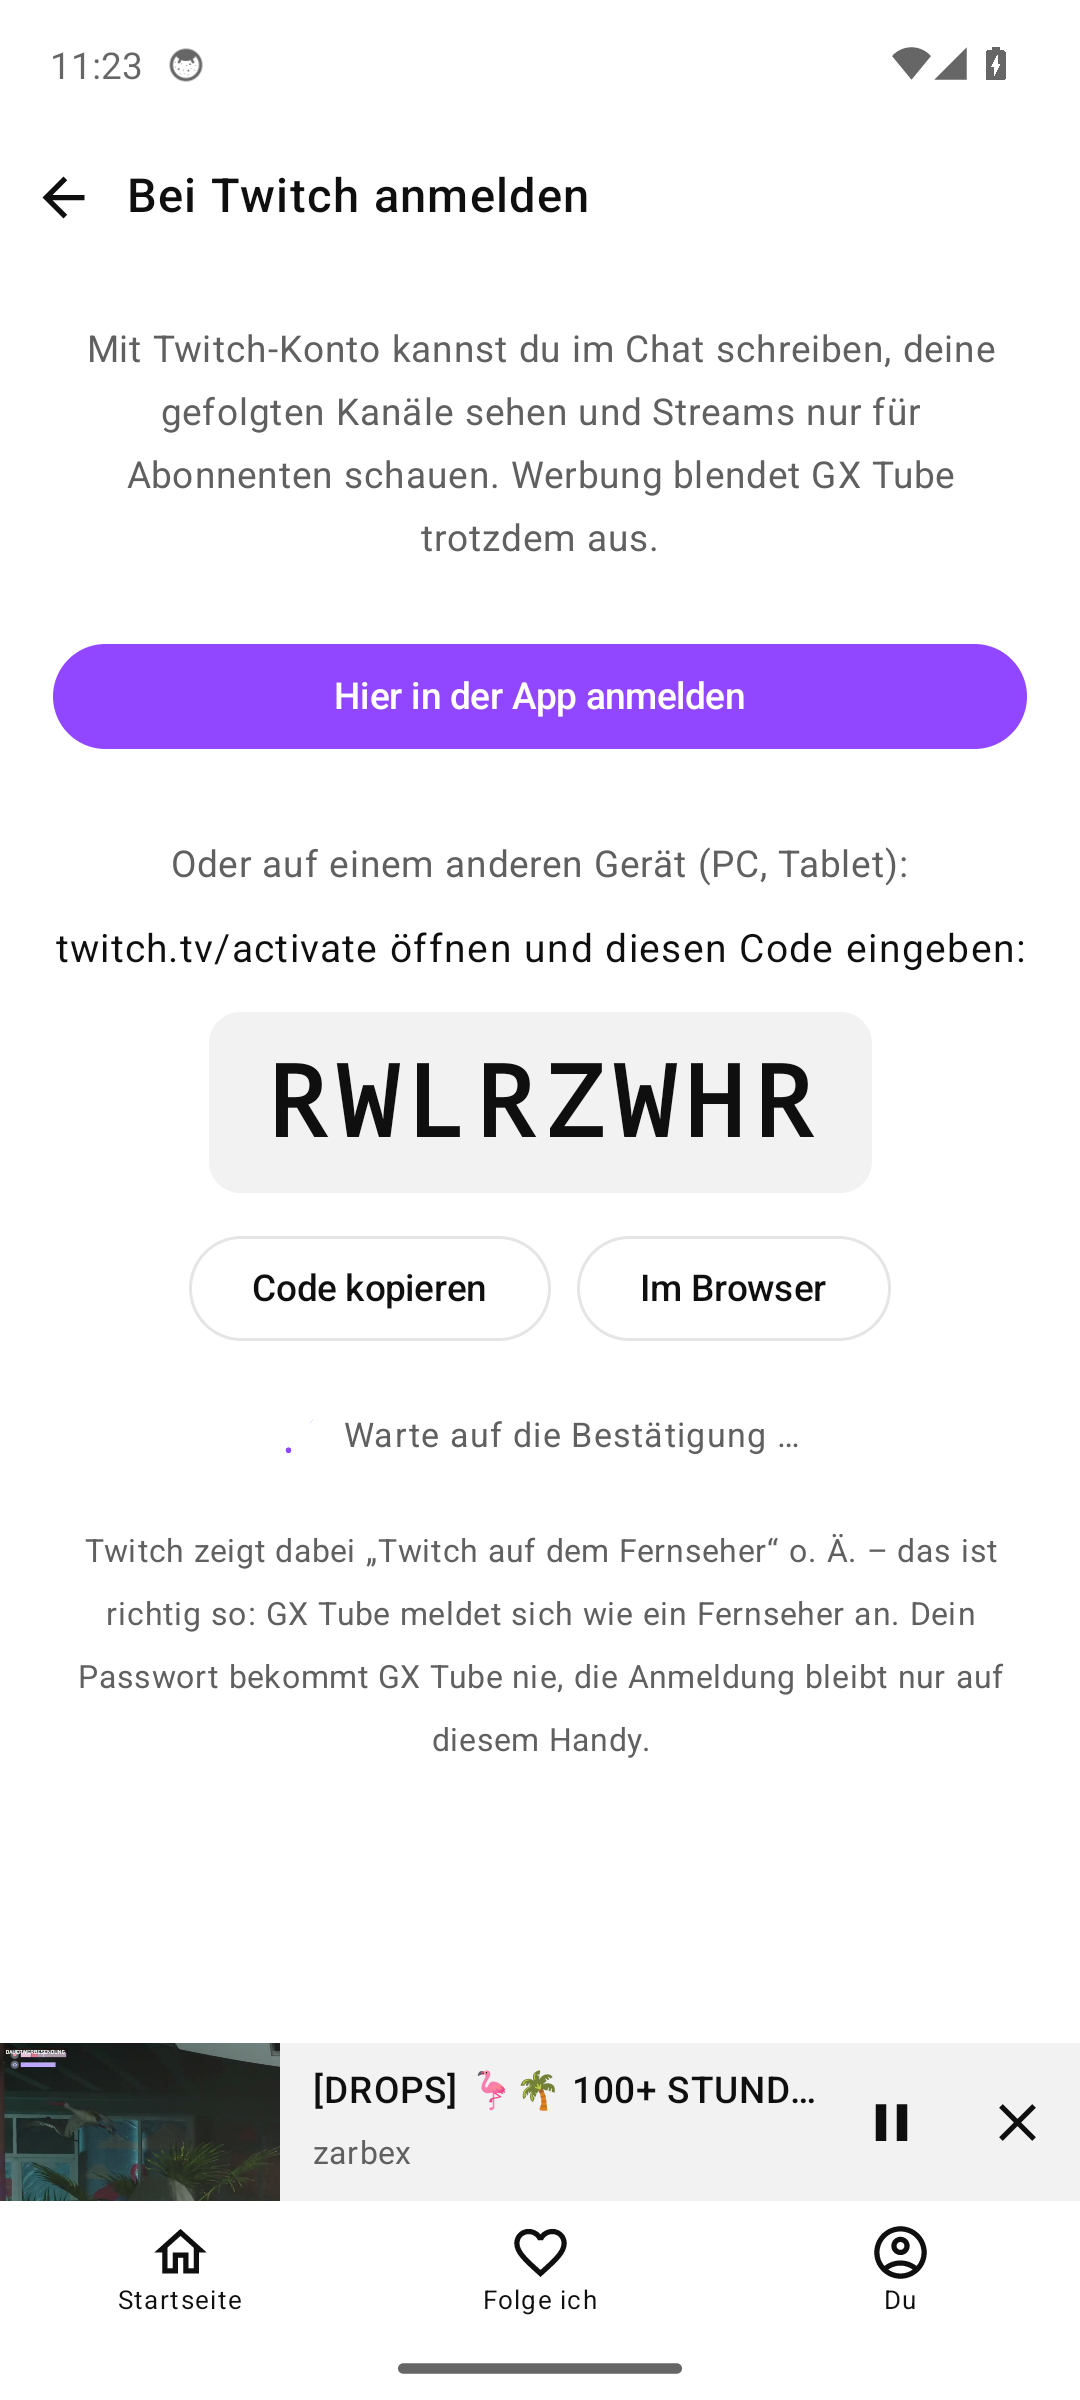 11:23
Bei Twitch anmelden
Mit Twitch-Konto kannst du im Chat schreiben, deine
gefolgten Kanäle sehen und Streams nur für
Abonnenten schauen. Werbung blendet GX Tube
trotzdem aus.
Hier in der App anmelden
Oder auf einem anderen Gerät (PC, Tablet):
twitch.tv/activate öffnen und diesen Code eingeben:
RWLRZWHR
Code kopieren
Im Browser
Warte auf die Bestätigung …
Twitch zeigt dabei „Twitch auf dem Fernseher“ o. Ä. – das ist
richtig so: GX Tube meldet sich wie ein Fernseher an. Dein
Passwort bekommt GX Tube nie, die Anmeldung bleibt nur auf
diesem Handy.
DAUERWERBESENDUNG
[DROPS] 🦩🌴 100+ STUND…
zarbex
Startseite
Folge ich
Du